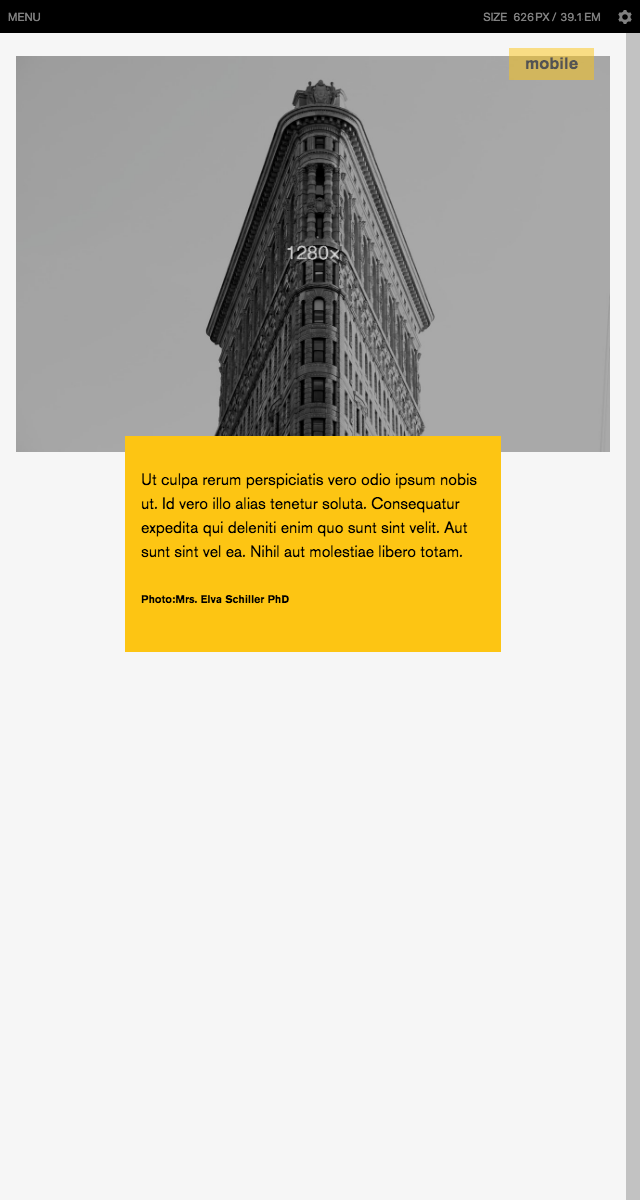 MENU
SIZE 626PX / 39.1EM
mobile
1280x
Ut culpa rerum perspiciatis vero odio ipsum nobis
ut. Id vero illo alias tenetur soluta. Consequatur
expedita qui deleniti enim quo sunt sint velit. Aut
sunt sint vel ea. Nihil aut molestiae libero totam.
Photo:Mrs. Elva Schiller PhD